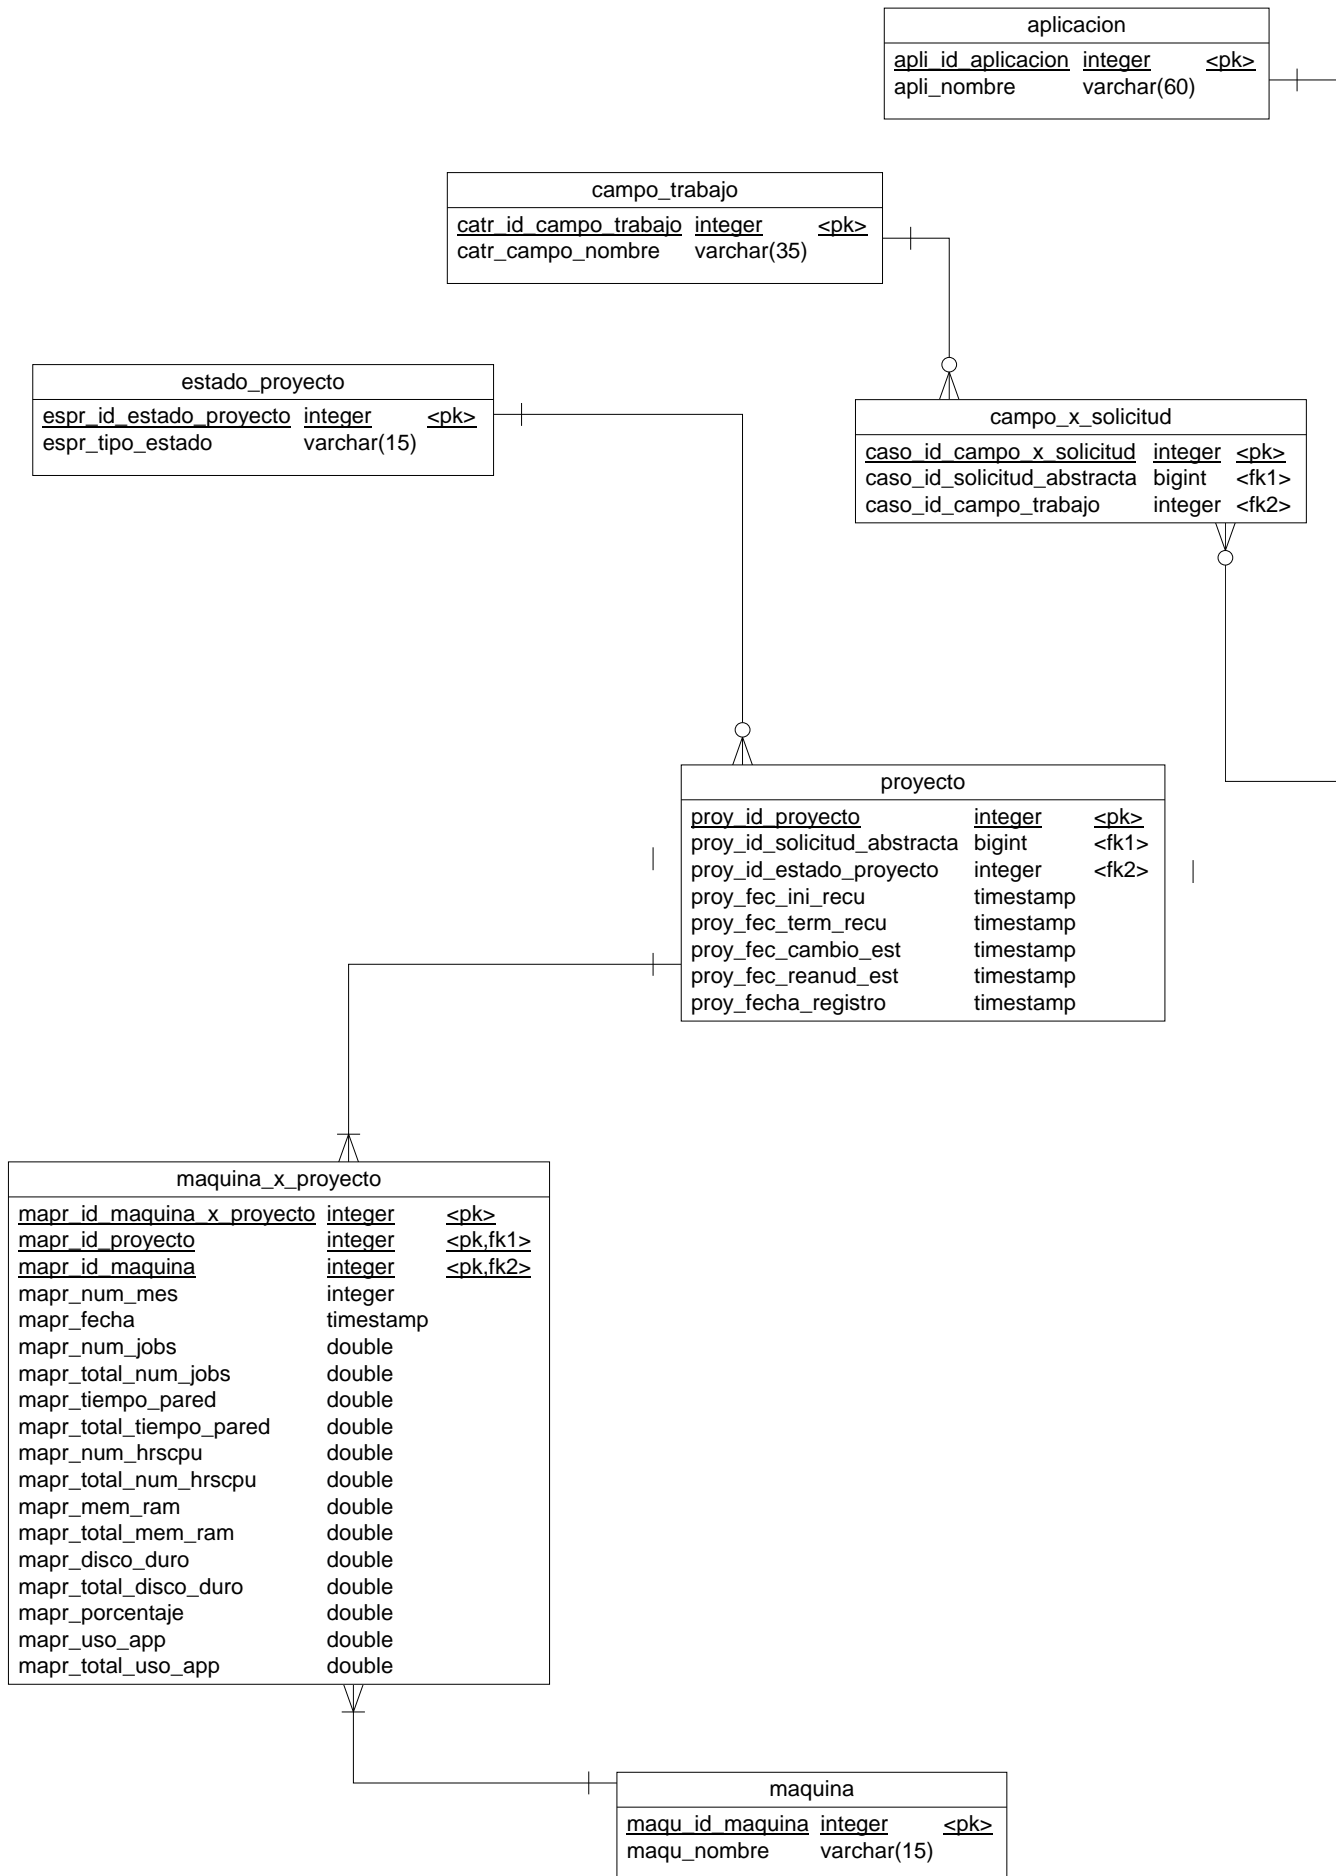 aplicacion
apli_id_aplicacion integer <pk>
apli_nombre varchar(60)
campo_trabajo
catr_id_campo_trabajo integer <pk>
catr_campo_nombre varchar(35)
estado_proyecto
espr_id_estado_proyecto integer <pk>
espr_tipo_estado varchar(15)
campo_x_solicitud
caso_id_campo_x_solicitud integer <pk>
caso_id_solicitud_abstracta bigint <fk1>
caso_id_campo_trabajo integer <fk2>
proyecto
proy_id_proyecto integer <pk>
proy_id_solicitud_abstracta bigint <fk1>
proy_id_estado_proyecto integer <fk2>
proy_fec_ini_recu timestamp
proy_fec_term_recu timestamp
proy_fec_cambio_est timestamp
proy_fec_reanud_est timestamp
proy_fecha_registro timestamp
maquina_x_proyecto
mapr_id_maquina_x_proyecto integer <pk>
mapr_id_proyecto integer <pk,fk1>
mapr_id_maquina integer <pk,fk2>
mapr_num_mes integer
mapr_fecha timestamp
mapr_num_jobs double
mapr_total_num_jobs double
mapr_tiempo_pared double
mapr_total_tiempo_pared double
mapr_num_hrscpu double
mapr_total_num_hrscpu double
mapr_mem_ram double
mapr_total_mem_ram double
mapr_disco_duro double
mapr_total_disco_duro double
mapr_porcentaje double
mapr_uso_app double
mapr_total_uso_app double
maquina
maqu_id_maquina integer <pk>
maqu_nombre varchar(15)